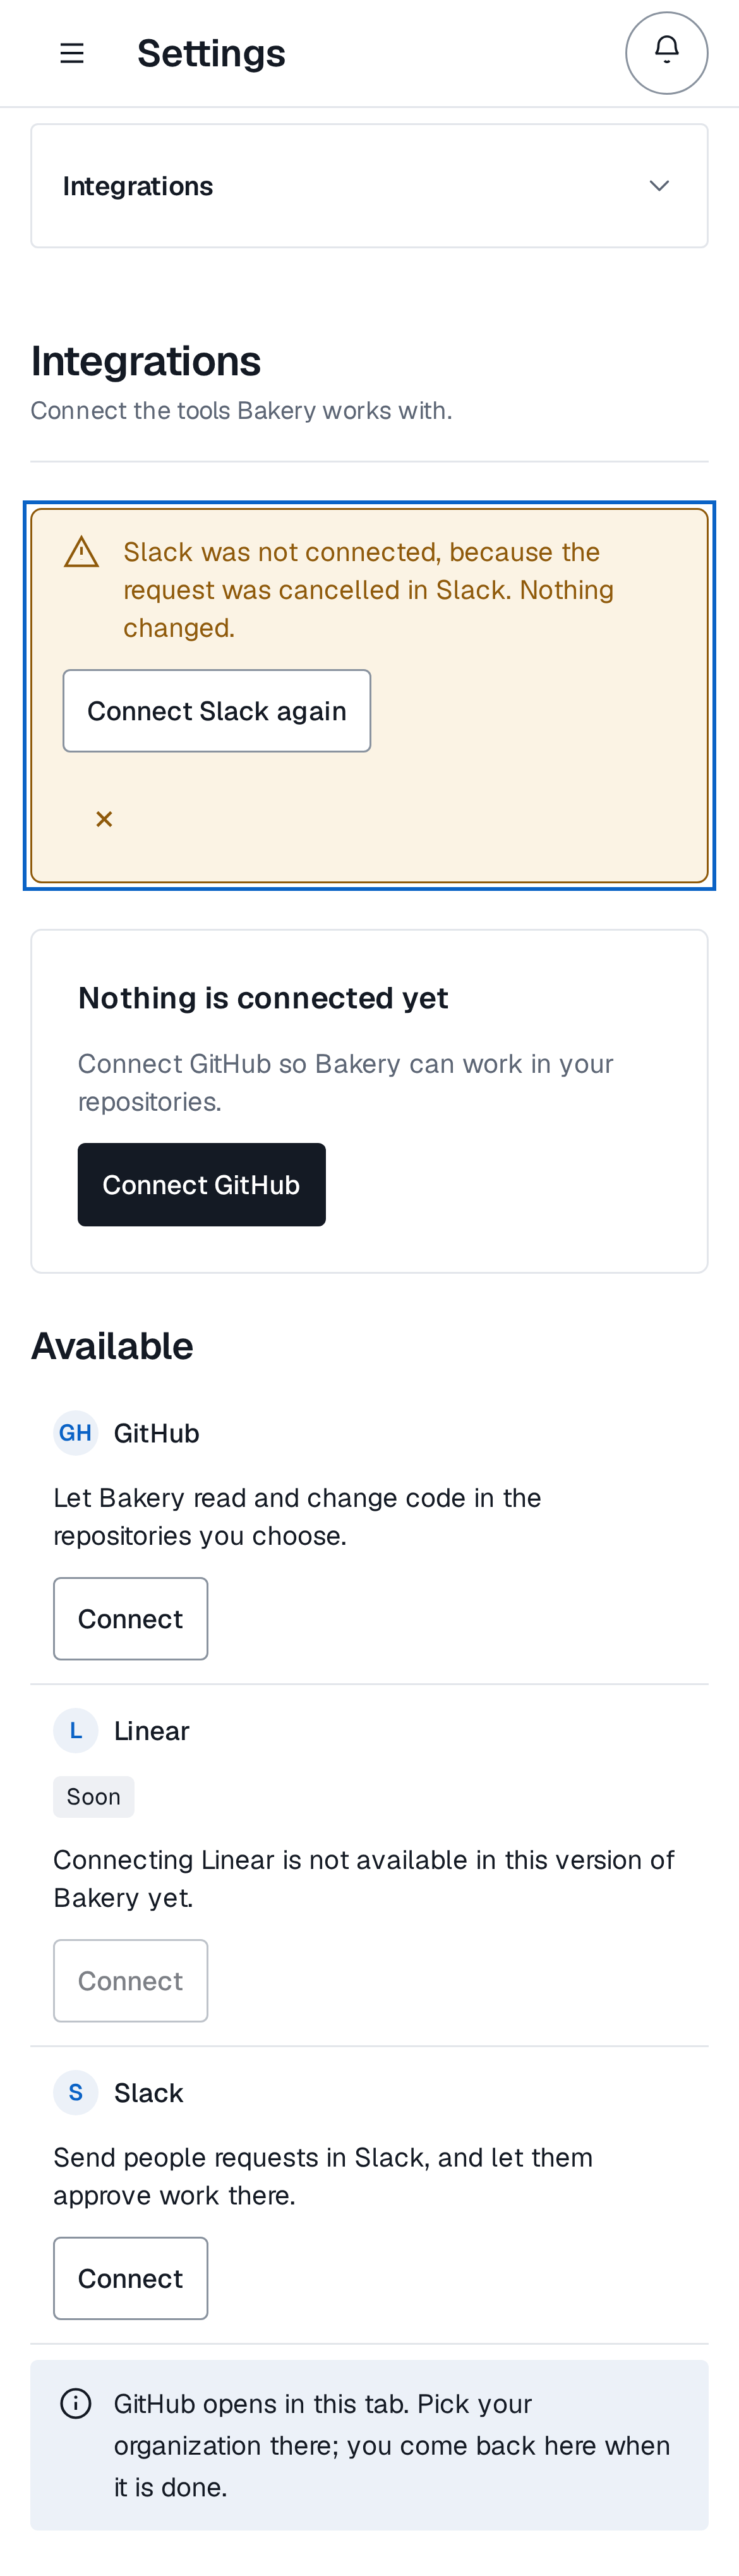 Settings
Integrations
Integrations
Connect the tools Bakery works with.
Slack was not connected, because the
request was cancelled in Slack. Nothing
changed.
Connect Slack again
Nothing is connected yet
Connect GitHub so Bakery can work in your
repositories.
Connect GitHub
Available
GH GitHub
Let Bakery read and change code in the
repositories you choose.
Connect
L Linear
Soon
Connecting Linear is not available in this version of
Bakery yet.
Connect
S Slack
Send people requests in Slack, and let them
approve work there.
Connect
GitHub opens in this tab. Pick your
organization there; you come back here when
it is done.